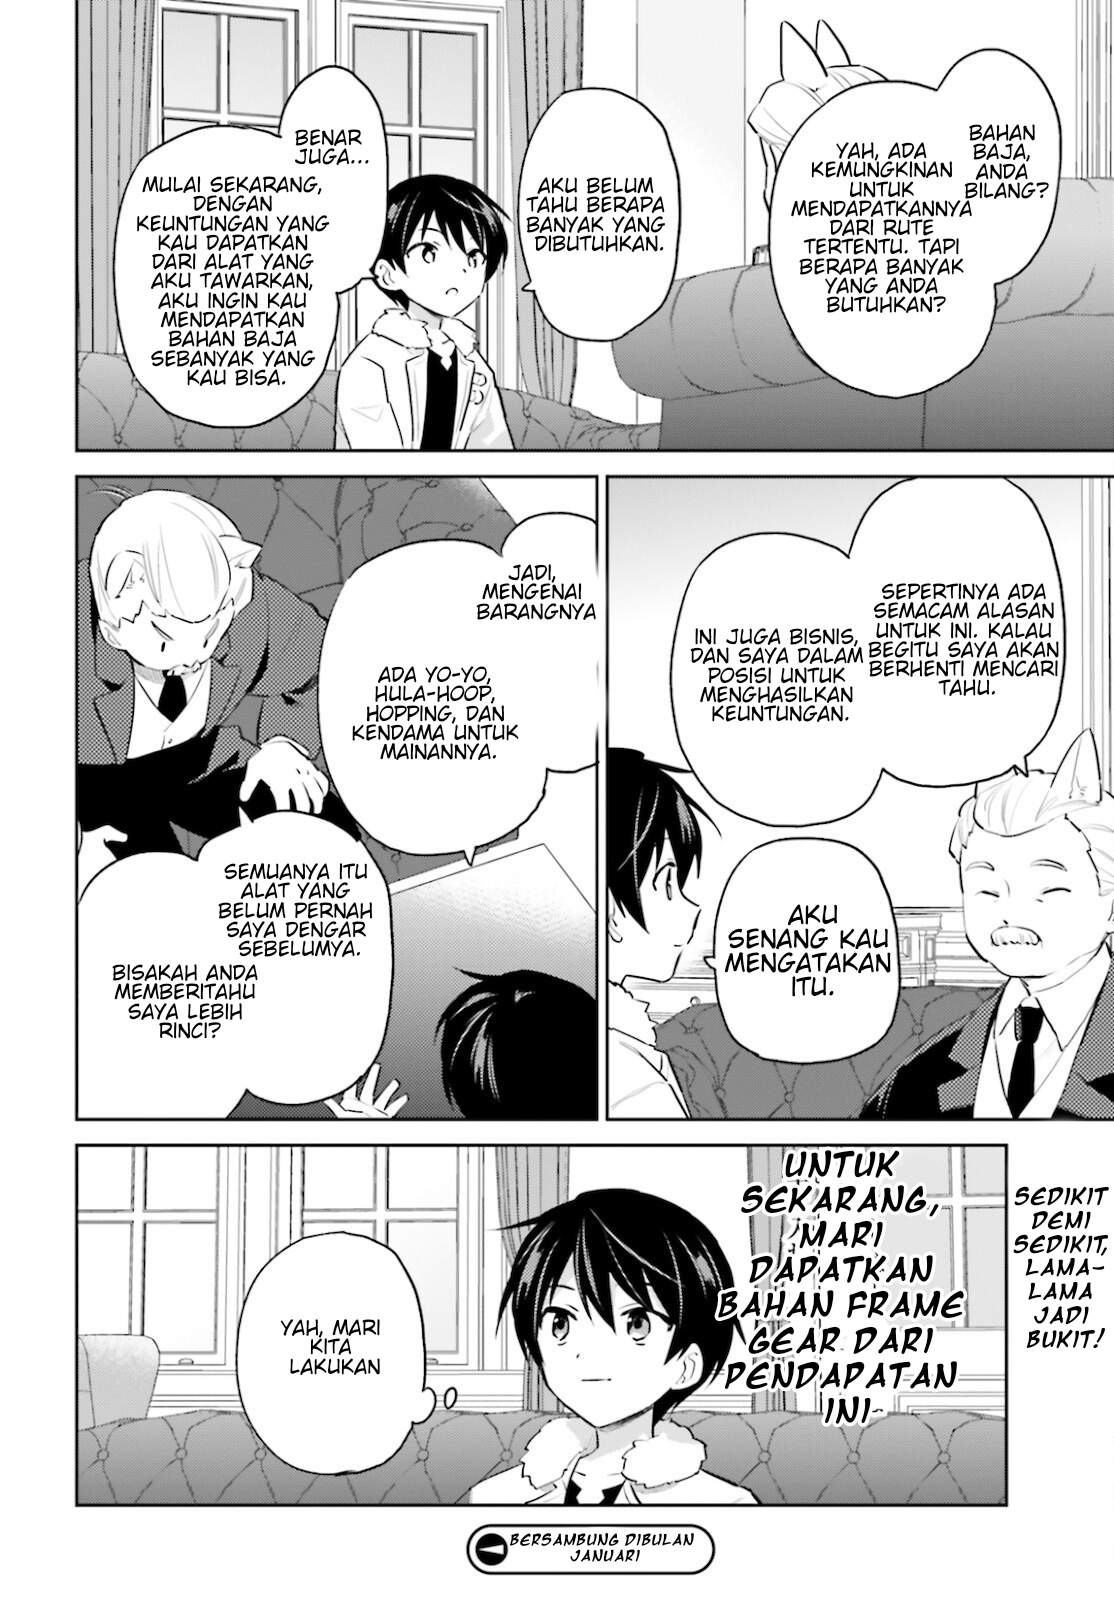 BAHAN
BAJA,
ANDA
BILANG?
YAH, ADA
KEMUNGKINAN
UNTUK
MENDAPATKANNYA
DARI RUTE
TERTENTU. TAPI
BERAPA BANYAK
YANG ANDA
BUTUHKAN?
AKU BELUM
TAHU BERAPA
BANYAK YANG
DIBUTUHKAN.
BENAR
JUGA...
MULAI SEKARANG,
DENGAN
KEUNTUNGAN YANG
KAU DAPATKAN
DARI ALAT YANG
AKU TAWARKAN,
AKU INGIN KAU
MENDAPATKAN
BAHAN BAJA
SEBANYAK YANG
KAU BISA.
SEPERTINYA ADA
SEMACAM ALASAN
UNTUK INI. KALAU
BEGITU SAYA AKAN
BERHENTI MENCARI
TAHU.
INI JUGA BISNIS,
DAN SAYA DALAM
POSISI UNTUK
MENGHASILKAN
KEUNTUNGAN.
AKU
SENANG KAU
MENGATAKAN
ITU.
JADI,
MENGENAI
BARANGNYA
ADA YO-YO,
HULA-HOOP,
HOPPING, DAN
KENDAMA UNTUK
MAINANNYA.
SEMUANYA ITU
ALAT YANG
BELUM PERNAH
SAYA DENGAR
SEBELUMYA.
BISAKAH ANDA
MEMBERITAHU
SAYA LEBIH
RINCI?
SEDIKIT
DEMI
SEDIKIT,
LAMA-
LAMA
JADI
BUKIT!
UNTUK
SEKARANG,
MARI
DAPATKAN
BAHAN FRAME
GEAR DARI
PENDAPATAN
INI
YAH, MARI
KITA
LAKUKAN
BERSAMBUNG DIBULAN
JANUARI